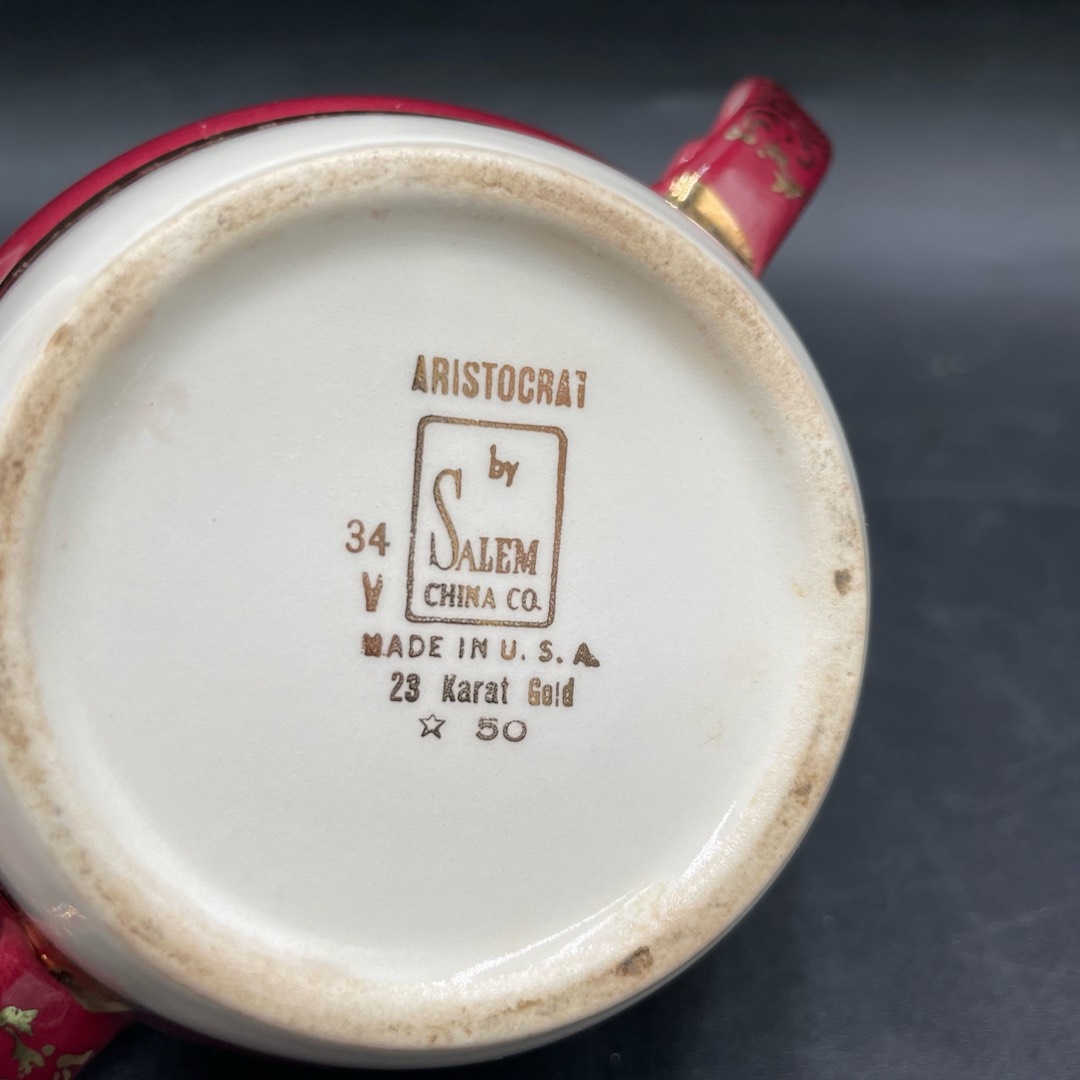 ARISTOCRAT
by
SALEM
CHINA CO.
34
V
MADE IN U. S. A.
23 Karat Gold
☆ 50